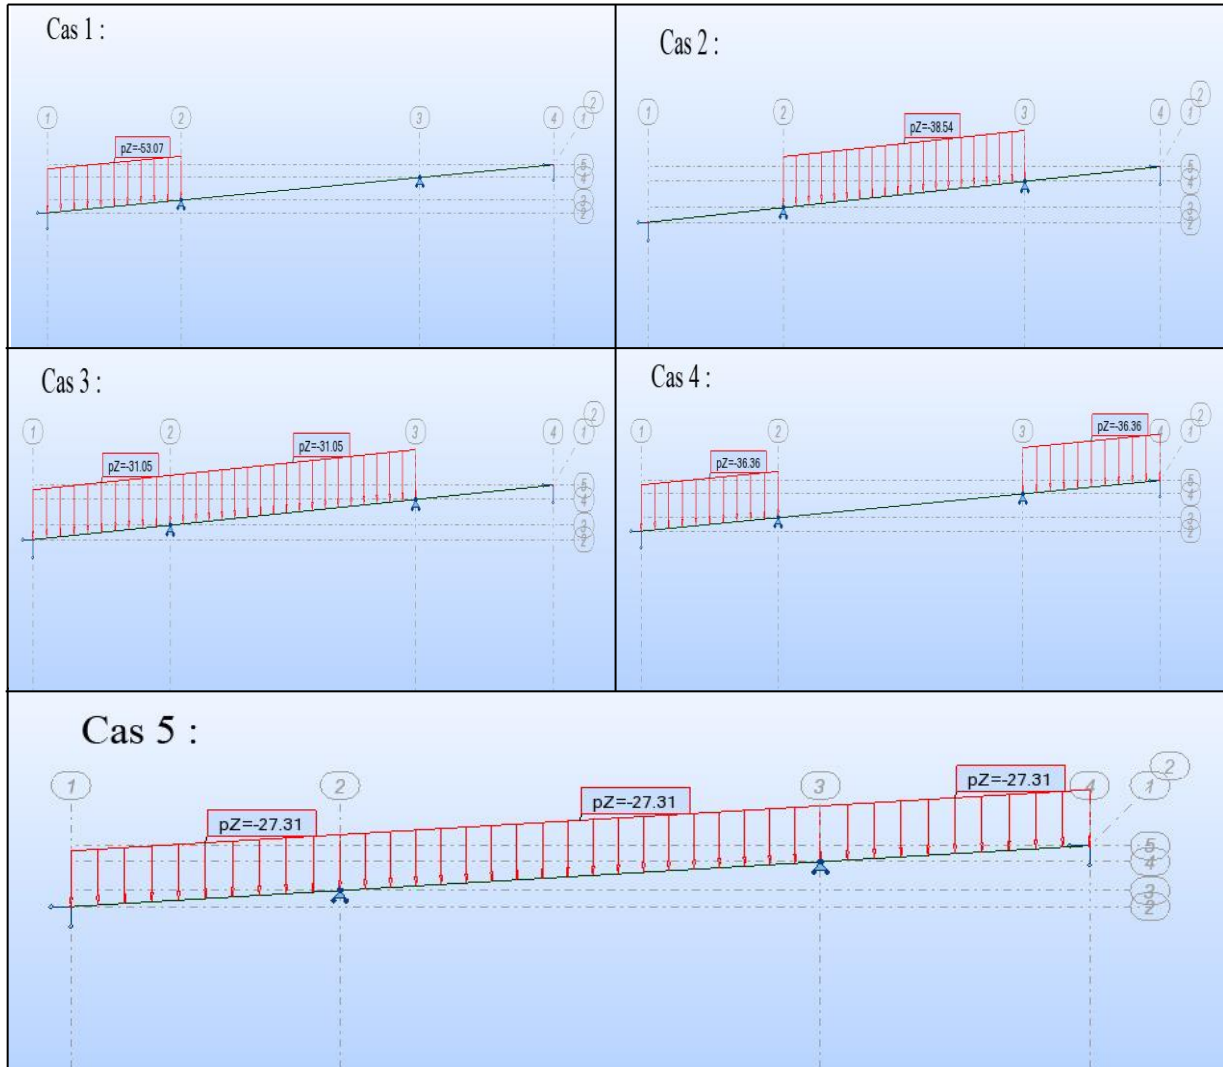 Cas 1 :
1 2 3 4 1 2
pZ=-53.07
5
4
3
2
Cas 2 :
1 2 3 4 1 2
pZ=-38.54
5
4
3
2
Cas 3 :
1 2 3 4 1 2
pZ=-31.05 pZ=-31.05
5
4
3
2
Cas 4 :
1 2 3 4 1 2
pZ=-36.36 pZ=-36.36
5
4
3
2
Cas 5 :
1 2 3 4 1 2
pZ=-27.31 pZ=-27.31 pZ=-27.31
5
4
3
2